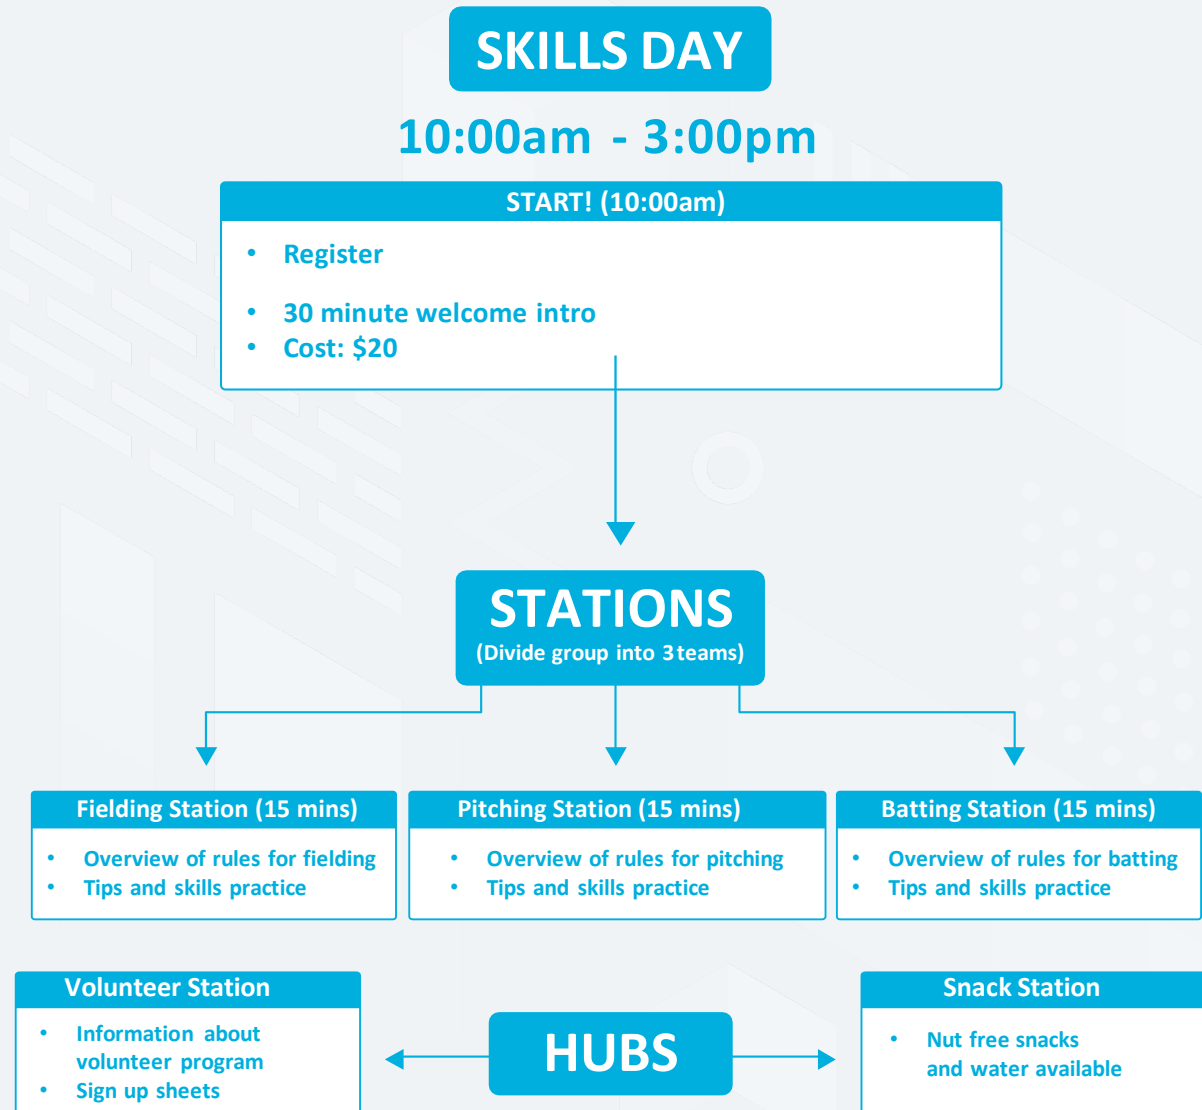 SKILLS DAY
10:00am - 3:00pm
START! (10:00am)
• Register
• 30 minute welcome intro
• Cost: $20
STATIONS
(Divide group into 3 teams)
Fielding Station (15 mins)
• Overview of rules for fielding
• Tips and skills practice
Pitching Station (15 mins)
• Overview of rules for pitching
• Tips and skills practice
Batting Station (15 mins)
• Overview of rules for batting
• Tips and skills practice
Volunteer Station
• Information about
volunteer program
• Sign up sheets
HUBS
Snack Station
• Nut free snacks
and water available